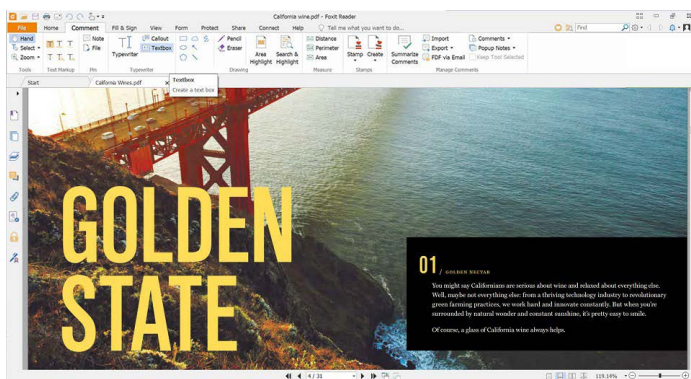 California wine.pdf - Foxit Reader
File Home Comment Fill & Sign View Form Protect Share Connect Help Tell me what you want to do...
Find
Hand
Select
Zoom
Tools
Text Markup
Note
File
Pin
Typewriter
Callout
Textbox
Typewriter
Pencil
Eraser
Drawing
Area Highlight
Search & Highlight
Distance
Perimeter
Area
Measure
Stamp
Create
Stamps
Summarize Comments
Import
Export
FDF via Email
Comments
Popup Notes
Keep Tool Selected
Manage Comments
Start
California Wines.pdf
Textbox
Create a text box
GOLDEN
STATE
01 / GOLDEN NECTAR
You might say Californians are serious about wine and relaxed about everything else.
Well, maybe not everything else: from a thriving technology industry to revolutionary
green farming practices, we work hard and innovate constantly. But when you're
surrounded by natural wonder and constant sunshine, it's pretty easy to smile.
Of course, a glass of California wine always helps.
4 / 31
119.14%